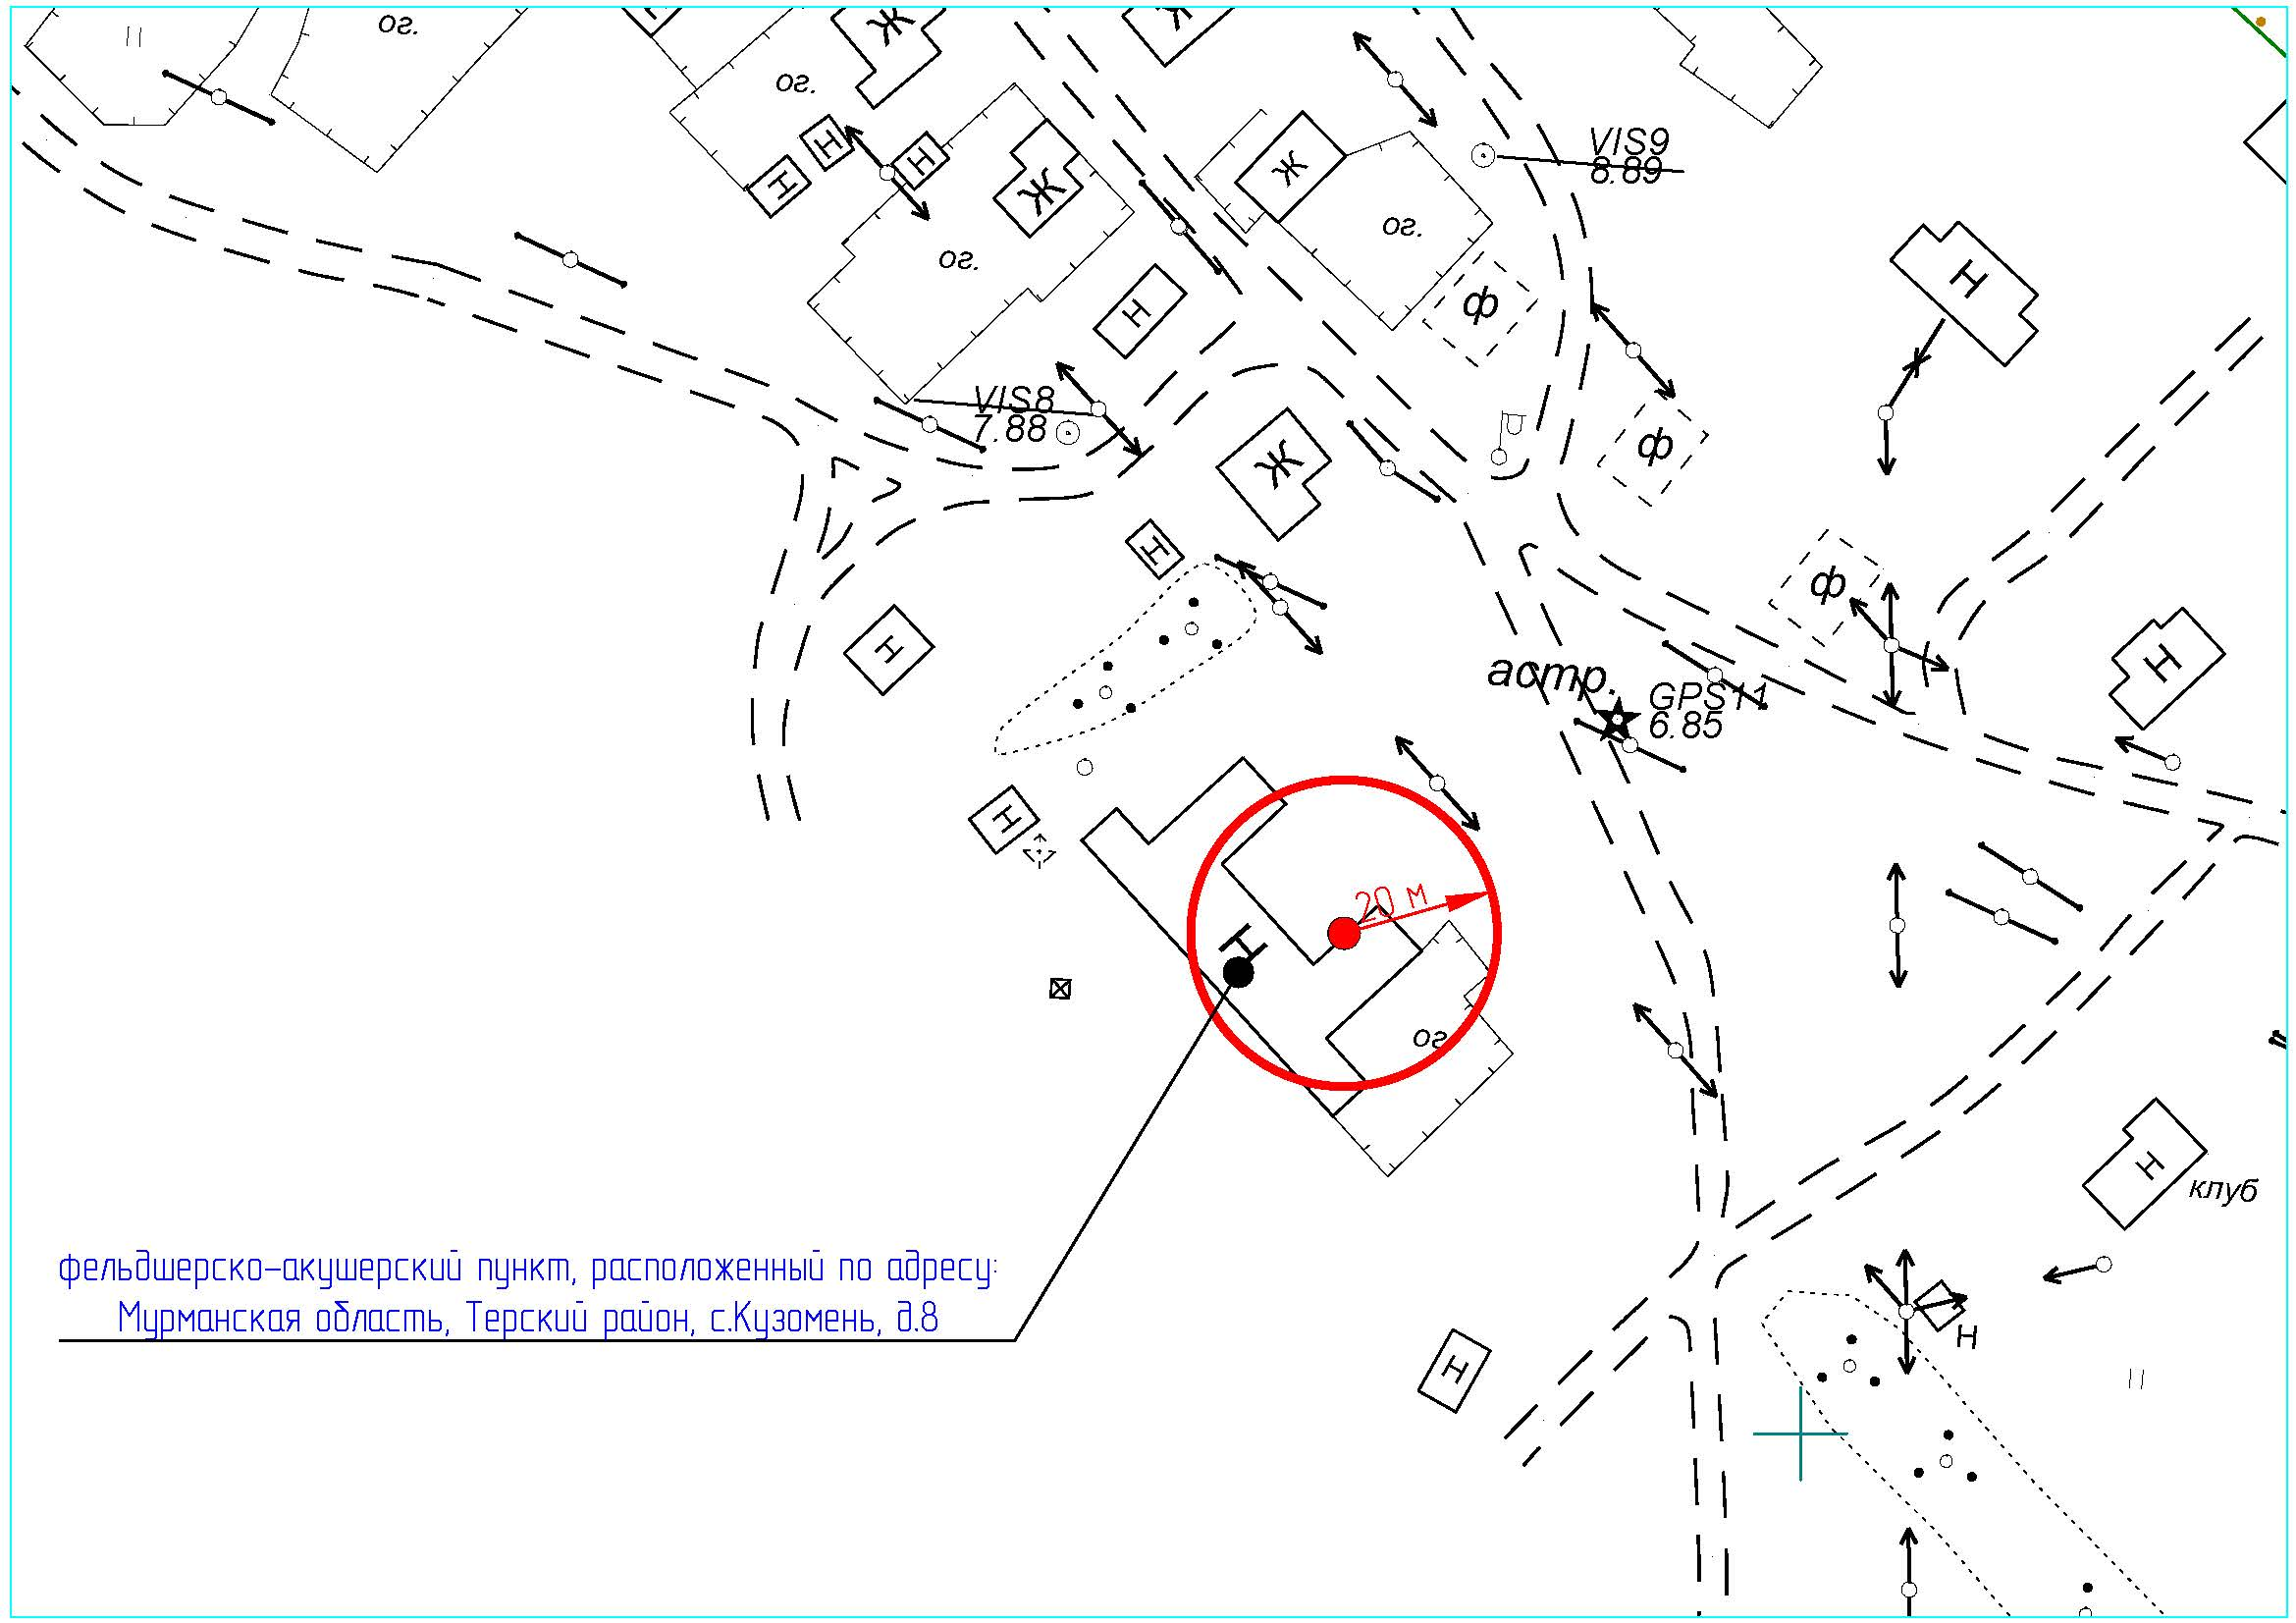 ог.
Ж
Ж
Н
ог.
Н
Н
Н
Ж
Ж
VIS9
8.89
ог.
ог.
Н
Н
ф
VIS8
7.88
Ж
ф
Н
ф
Н
Н
астр.
GPS11
6.85
Н
20 м
Н
ог.
Н
клуб
фельдшерско-акушерский пункт, расположенный по адресу:
Мурманская область, Терский район, с.Кузомень, д.8
Н
Н